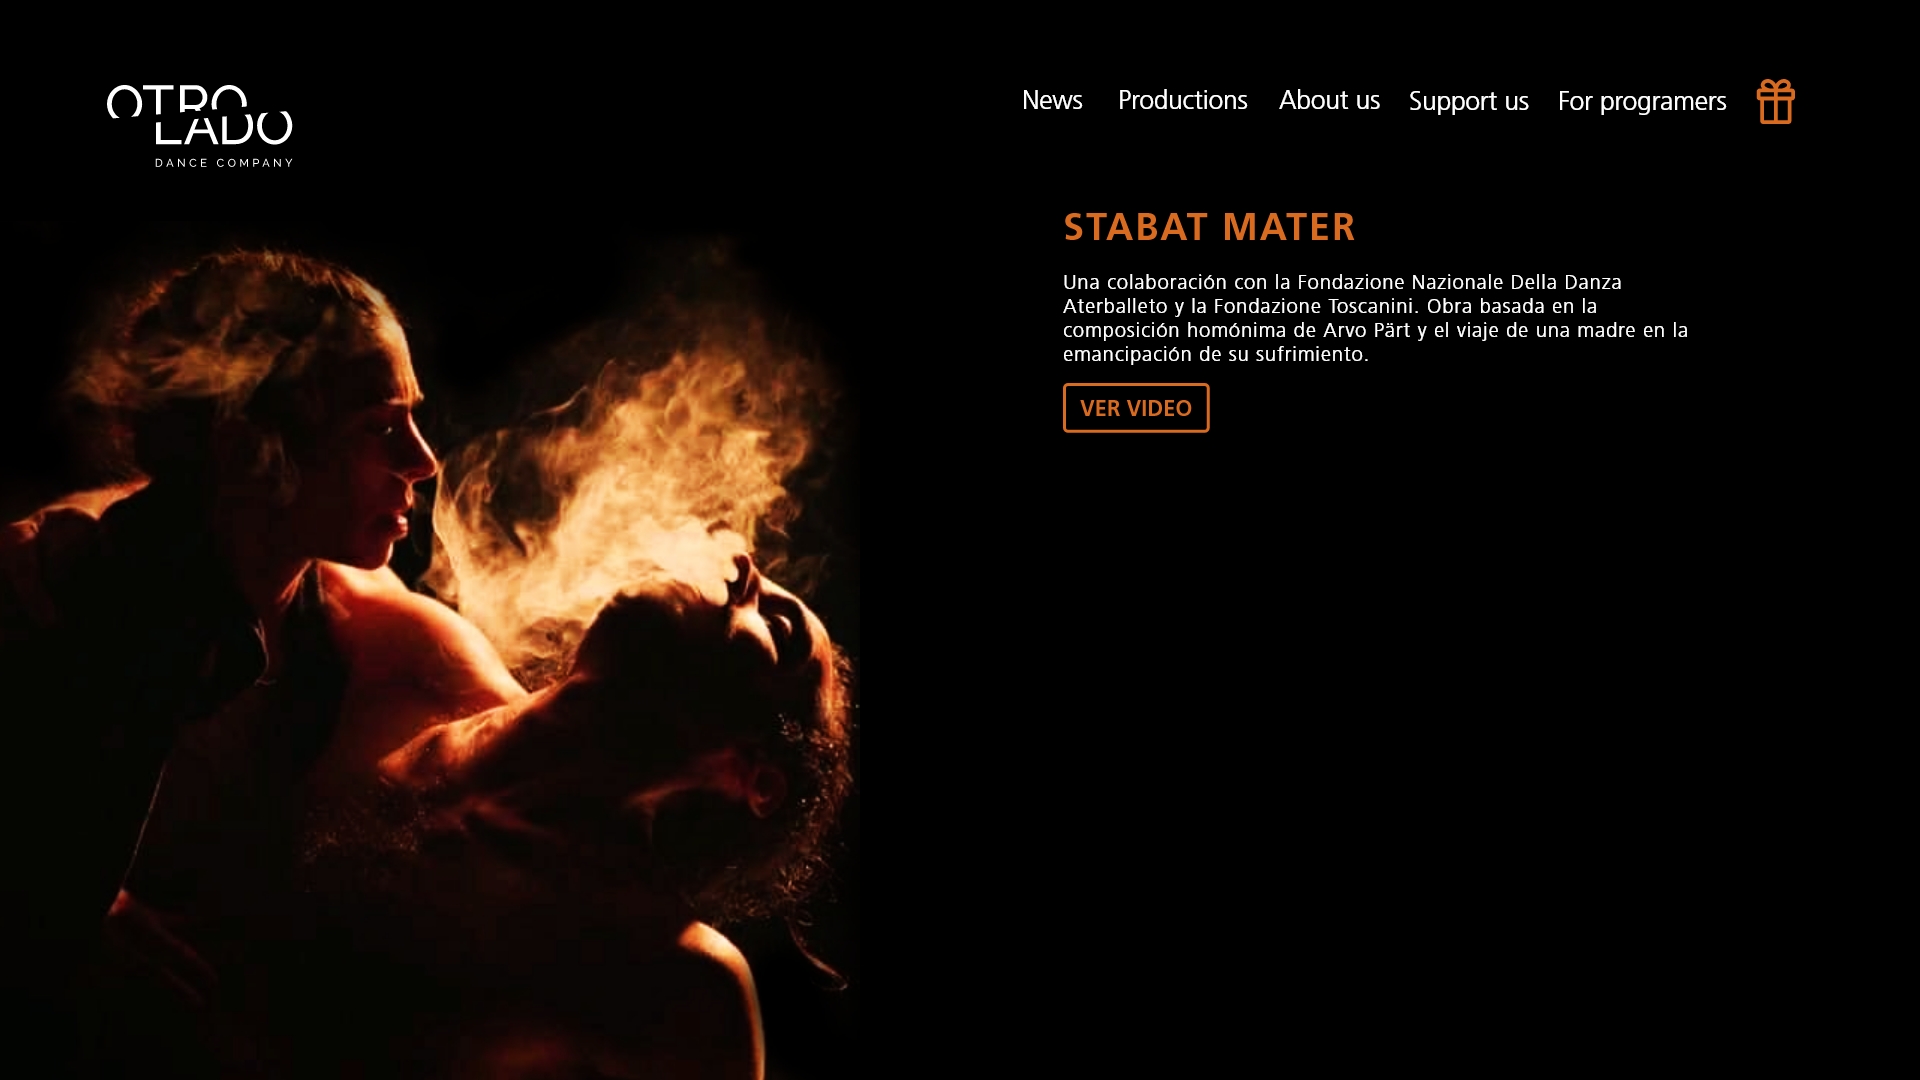 OTRO
LADO
DANCE COMPANY
News Productions About us Support us For programers
STABAT MATER
Una colaboración con la Fondazione Nazionale Della Danza
Aterballeto y la Fondazione Toscanini. Obra basada en la
composición homónima de Arvo Pärt y el viaje de una madre en la
emancipación de su sufrimiento.
VER VIDEO